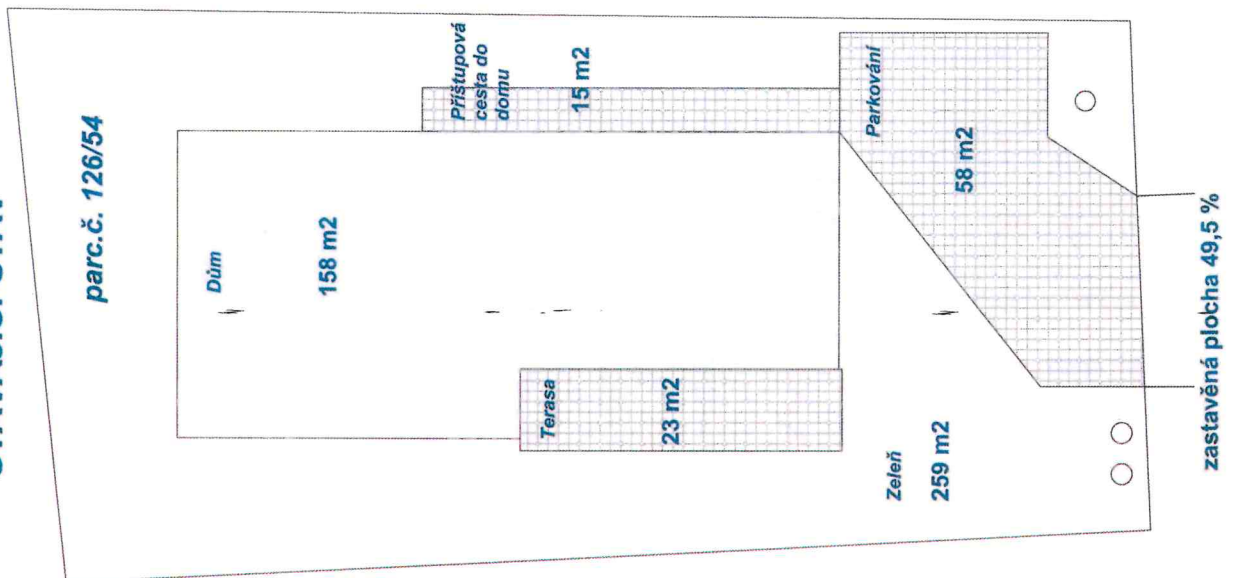 parc.č. 126/54
Dům
158 m2
Přístupová
cesta do
domu
15 m2
Parkování
58 m2
Terasa
23 m2
Zeleň
259 m2
zastavěná plocha 49,5 %